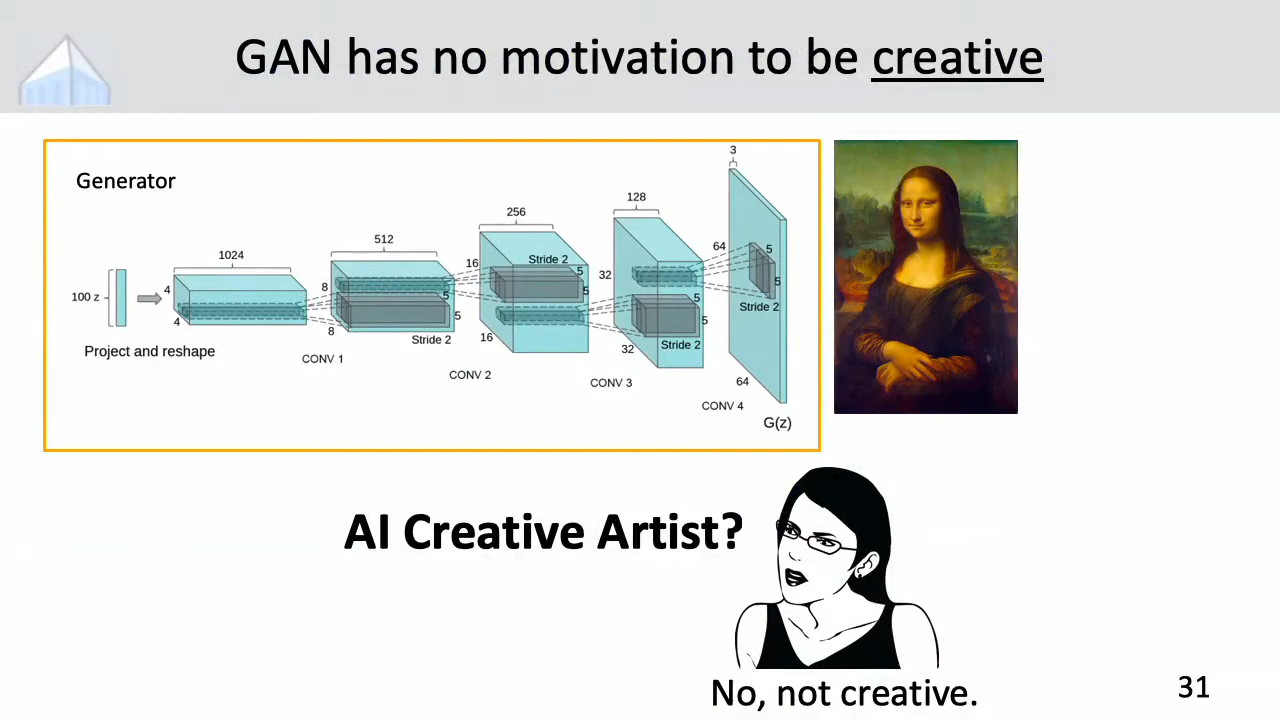 GAN has no motivation to be creative
Generator
3
128
256
512
1024
64
5
5
Stride 2
16
Stride 2
5
5
32
8
5
5
Stride 2
100 z
4
4
8
16
5
5
Stride 2
32
64
Project and reshape
CONV 1
CONV 2
CONV 3
CONV 4
G(z)
AI Creative Artist?
No, not creative.
31